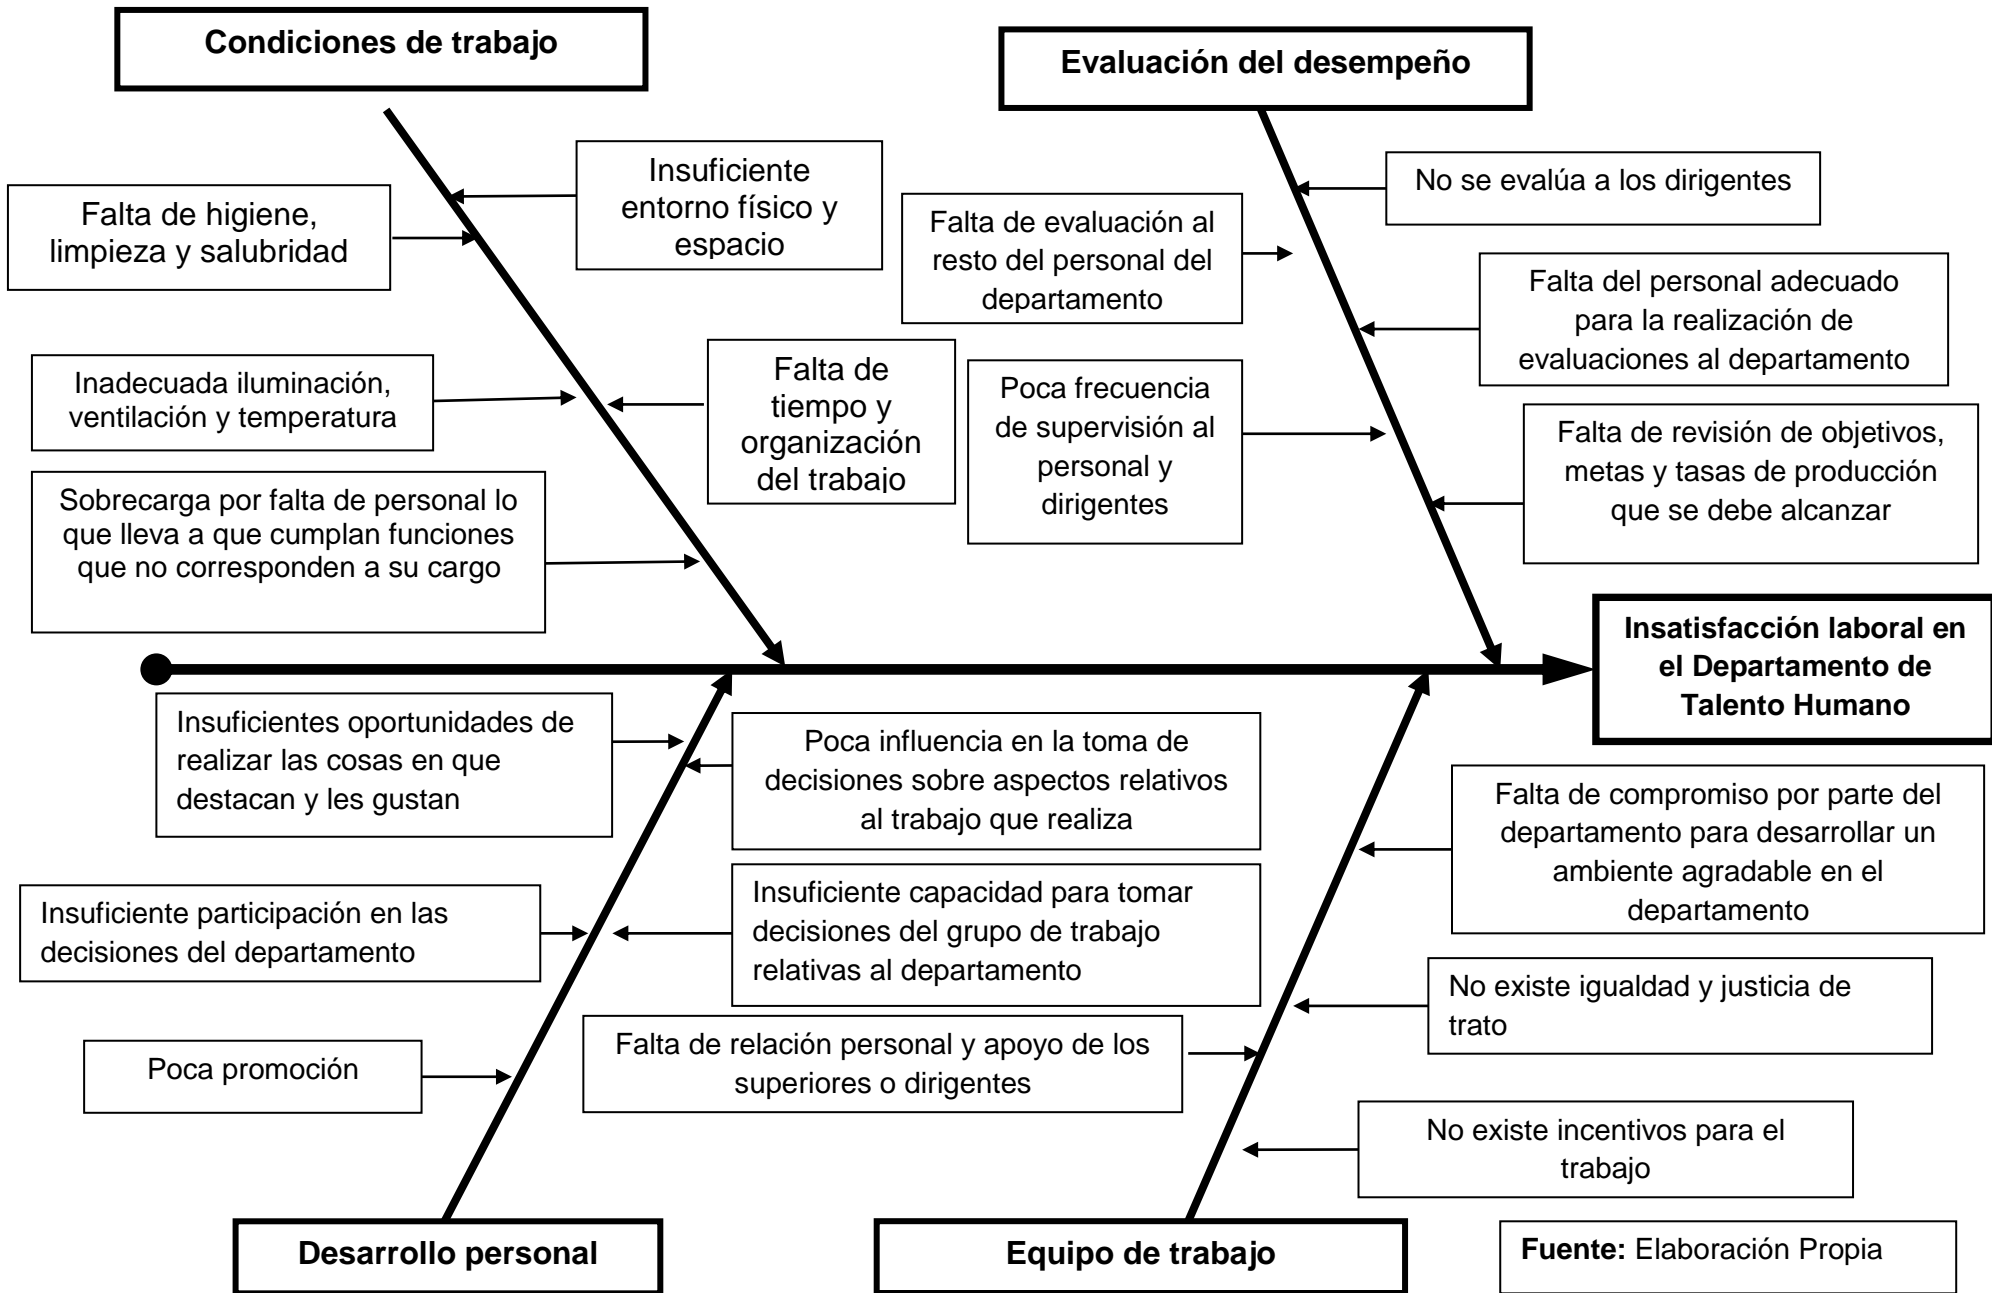 Condiciones de trabajo
Evaluación del desempeño
Insuficiente
entorno físico y
espacio
Falta de higiene,
limpieza y salubridad
No se evalúa a los dirigentes
Falta de evaluación al
resto del personal del
departamento
Falta del personal adecuado
para la realización de
evaluaciones al departamento
Inadecuada iluminación,
ventilación y temperatura
Falta de
tiempo y
organización
del trabajo
Poca frecuencia
de supervisión al
personal y
dirigentes
Falta de revisión de objetivos,
metas y tasas de producción
que se debe alcanzar
Sobrecarga por falta de personal lo
que lleva a que cumplan funciones
que no corresponden a su cargo
Insatisfacción laboral en
el Departamento de
Talento Humano
Insuficientes oportunidades de
realizar las cosas en que
destacan y les gustan
Poca influencia en la toma de
decisiones sobre aspectos relativos
al trabajo que realiza
Falta de compromiso por parte del
departamento para desarrollar un
ambiente agradable en el
departamento
Insuficiente participación en las
decisiones del departamento
Insuficiente capacidad para tomar
decisiones del grupo de trabajo
relativas al departamento
No existe igualdad y justicia de
trato
Poca promoción
Falta de relación personal y apoyo de los
superiores o dirigentes
No existe incentivos para el
trabajo
Desarrollo personal
Equipo de trabajo
Fuente: Elaboración Propia